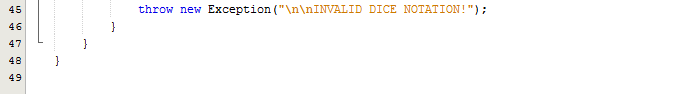 45 throw new Exception("\n\nINVALID DICE NOTATION!");
46 }
47 }
48 }
49